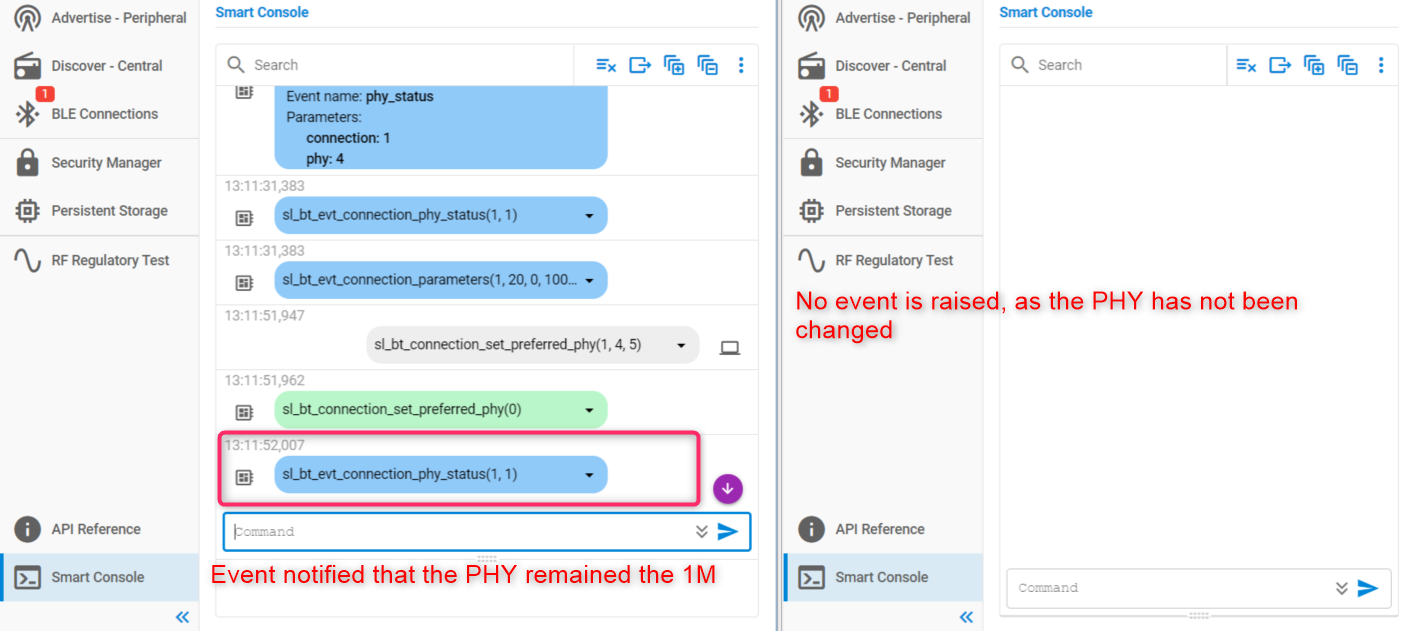 Advertise - Peripheral
Discover - Central
1
BLE Connections
Security Manager
Persistent Storage
RF Regulatory Test
API Reference
Smart Console
Smart Console
Search
Event name: phy_status
Parameters:
connection: 1
phy: 4
13:11:31,383
sl_bt_evt_connection_phy_status(1, 1)
13:11:31,383
sl_bt_evt_connection_parameters(1, 20, 0, 100...
13:11:51,947
sl_bt_connection_set_preferred_phy(1, 4, 5)
13:11:51,962
sl_bt_connection_set_preferred_phy(0)
13:11:52,007
sl_bt_evt_connection_phy_status(1, 1)
Command
Event notified that the PHY remained the 1M
Advertise - Peripheral
Discover - Central
1
BLE Connections
Security Manager
Persistent Storage
RF Regulatory Test
API Reference
Smart Console
Smart Console
Search
No event is raised, as the PHY has not been
changed
Command